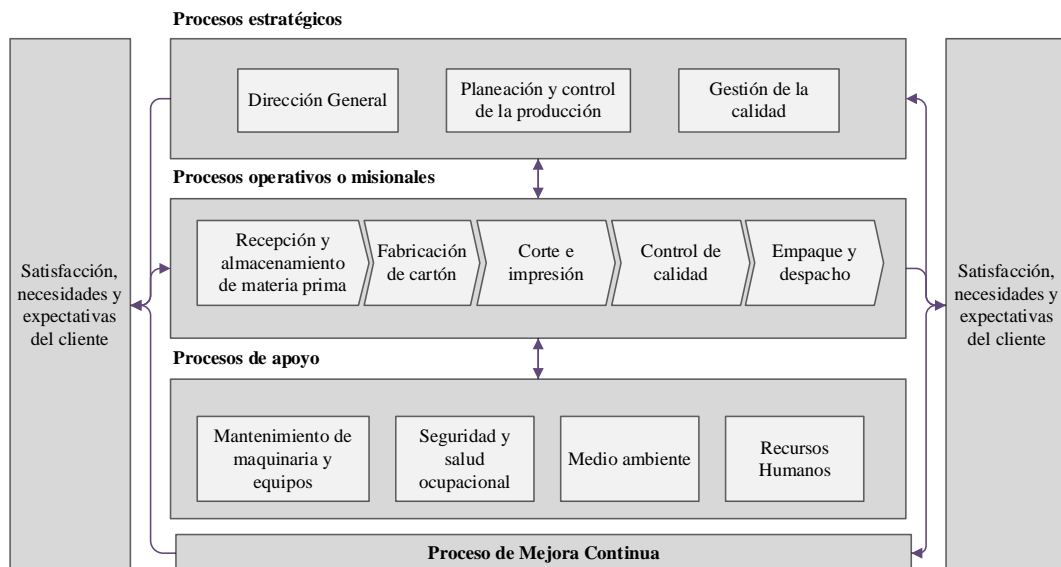 Procesos estratégicos
Dirección General
Planeación y control
de la producción
Gestión de la
calidad
Procesos operativos o misionales
Satisfacción,
necesidades y
expectativas
del cliente
Recepción y
almacenamiento
de materia prima
Fabricación
de cartón
Corte e
impresión
Control de
calidad
Empaque y
despacho
Satisfacción,
necesidades y
expectativas
del cliente
Procesos de apoyo
Mantenimiento de
maquinaria y
equipos
Seguridad y
salud
ocupacional
Medio ambiente
Recursos
Humanos
Proceso de Mejora Continua